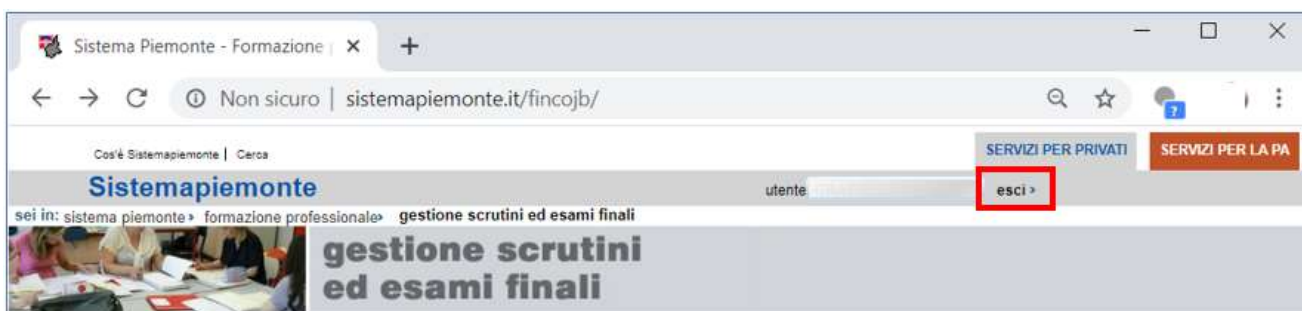 Sistema Piemonte - Formazione
Non sicuro | sistemapiemonte.it/fincojb/
Cos'è Sistemapiemonte | Cerca
SERVIZI PER PRIVATI
SERVIZI PER LA PA
Sistemapiemonte
utente
esci ›
sei in: sistema piemonte › formazione professionale › gestione scrutini ed esami finali
gestione scrutini
ed esami finali